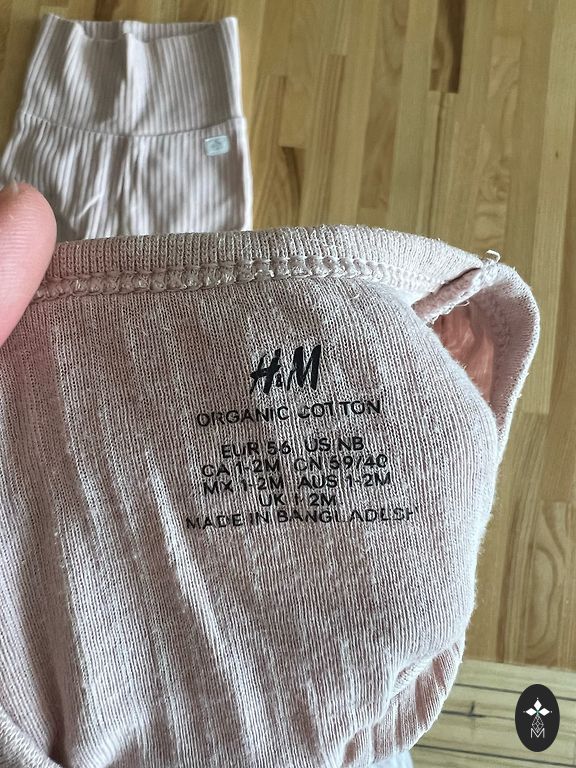 H&M
ORGANIC COTTON
EUR 56 US NB
CA 1-2M CN 59/40
MX 1-2M AUS 1-2M
UK 1-2M
MADE IN BANGLADESH
M